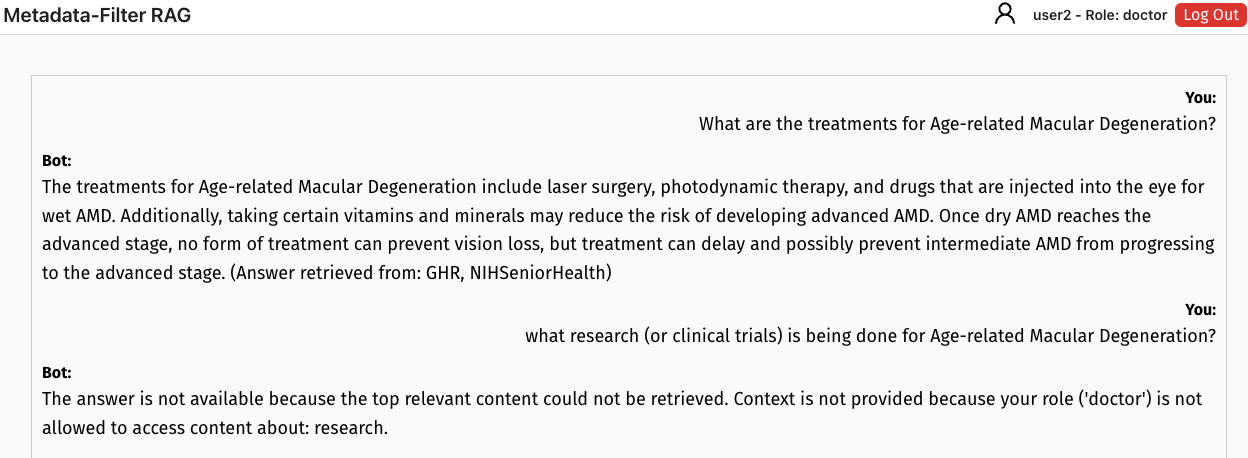 Metadata-Filter RAG
user2 - Role: doctor
Log Out
You:
What are the treatments for Age-related Macular Degeneration?
Bot:
The treatments for Age-related Macular Degeneration include laser surgery, photodynamic therapy, and drugs that are injected into the eye for
wet AMD. Additionally, taking certain vitamins and minerals may reduce the risk of developing advanced AMD. Once dry AMD reaches the
advanced stage, no form of treatment can prevent vision loss, but treatment can delay and possibly prevent intermediate AMD from progressing
to the advanced stage. (Answer retrieved from: GHR, NIHSeniorHealth)
You:
what research (or clinical trials) is being done for Age-related Macular Degeneration?
Bot:
The answer is not available because the top relevant content could not be retrieved. Context is not provided because your role ('doctor') is not
allowed to access content about: research.